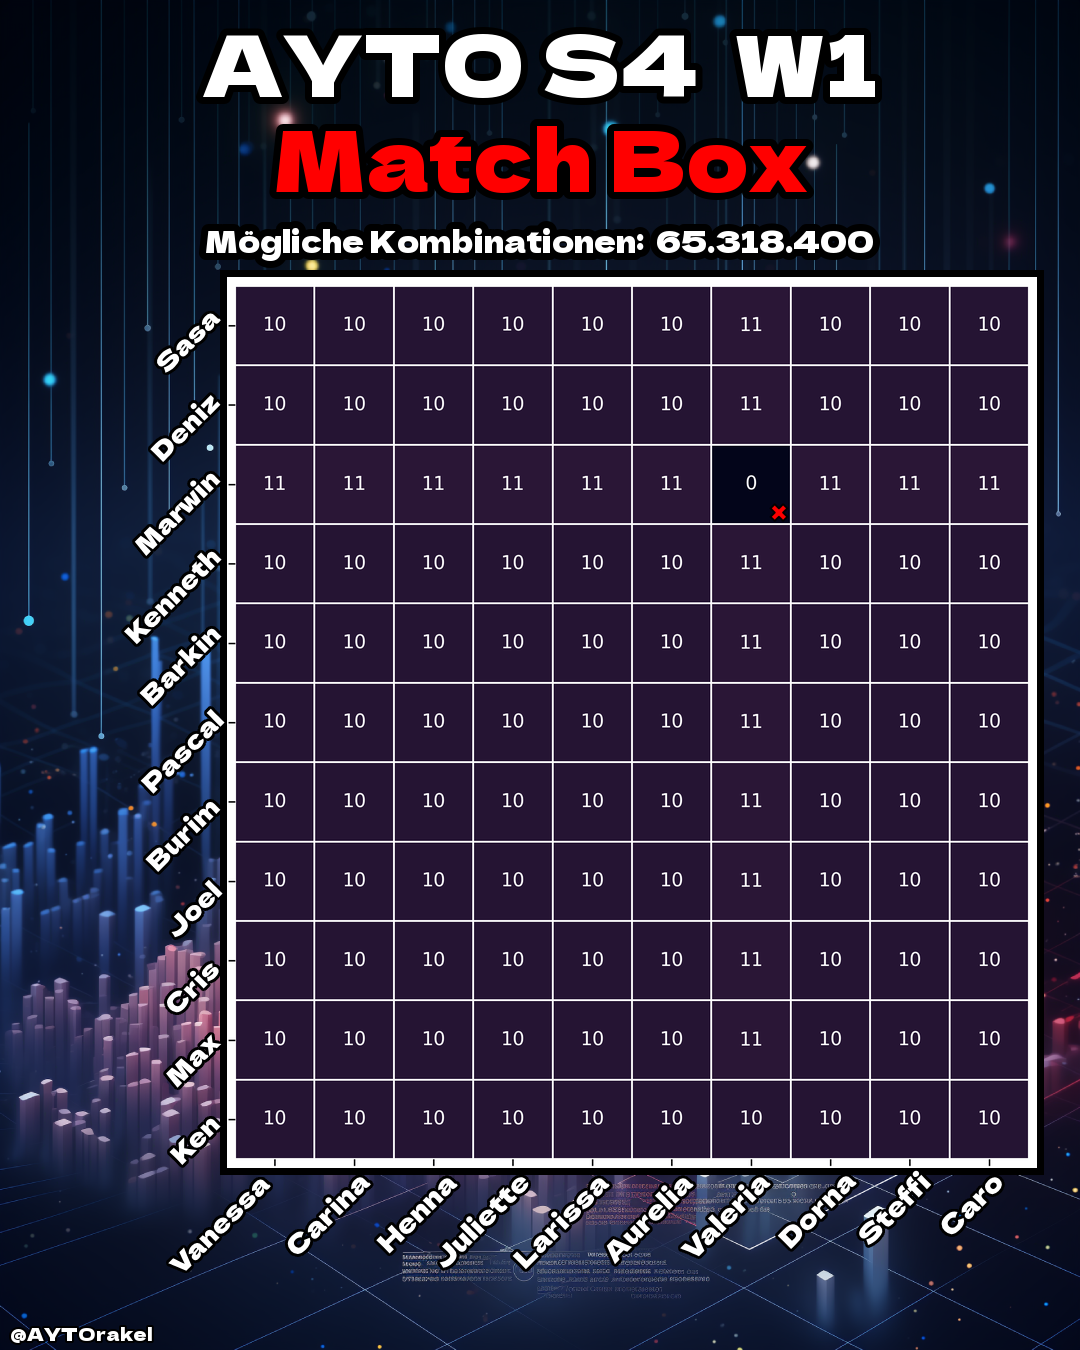 AYTO S4 W1
Match Box
Mögliche Kombinationen: 65.318.400
Sasa 10 10 10 10 10 10 11 10 10 10
Deniz 10 10 10 10 10 10 11 10 10 10
Marwin 11 11 11 11 11 11 0 11 11 11
Kenneth 10 10 10 10 10 10 11 10 10 10
Barkin 10 10 10 10 10 10 11 10 10 10
Pascal 10 10 10 10 10 10 11 10 10 10
Burim 10 10 10 10 10 10 11 10 10 10
Joel 10 10 10 10 10 10 11 10 10 10
Cris 10 10 10 10 10 10 11 10 10 10
Max 10 10 10 10 10 10 11 10 10 10
Ken 10 10 10 10 10 10 10 10 10 10
Vanessa Carina Henna Juliette Larissa Aurelia Valeria Dorna Steffi Caro
@AYTOrakel